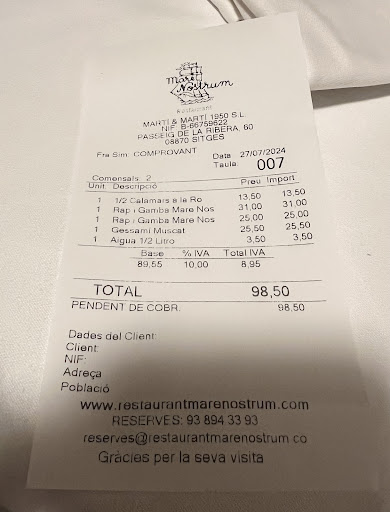 mare
Nostrum
Restaurant
MARTÍ & MARTÍ 1950 S.L.
NIF: B-66759622
PASSEIG DE LA RIBERA, 60
08870 SITGES
Fra Sim: COMPROVANT Data 27/07/2024
Taula: 007
Comensals: 2
Unit. Descripció Preu Import
1 1/2 Calamars a la Ro 13,50 13,50
1 Rap i Gamba Mare Nos 31,00 31,00
1 Rap i Gamba Mare Nos 25,00 25,00
1 Gessamí Muscat 25,50 25,50
1 Aigua 1/2 Litro 3,50 3,50
Base % IVA Total IVA
89,55 10,00 8,95
TOTAL 98,50
PENDENT DE COBR. 98,50
Dades del Client:
Client:
NIF:
Adreça
Població
www.restaurantmarenostrum.com
RESERVES: 93 894 33 93
reserves@restaurantmarenostrum.co
Gràcies per la seva visita